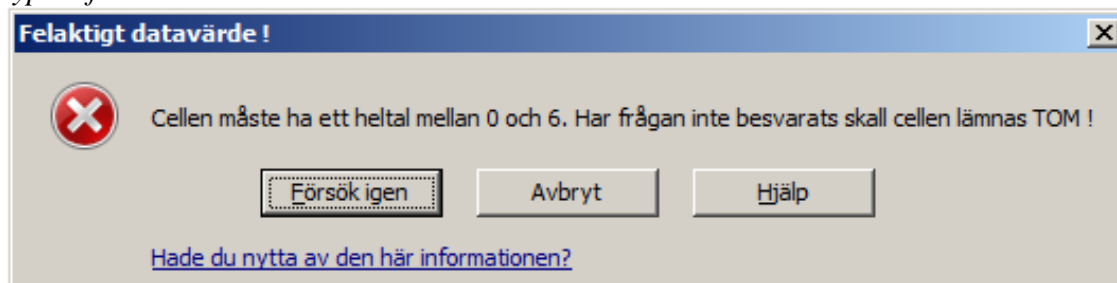 Felaktigt datavärde !
Cellen måste ha ett heltal mellan 0 och 6. Har frågan inte besvarats skall cellen lämnas TOM !
Försök igen Avbryt Hjälp
Hade du nytta av den här informationen?